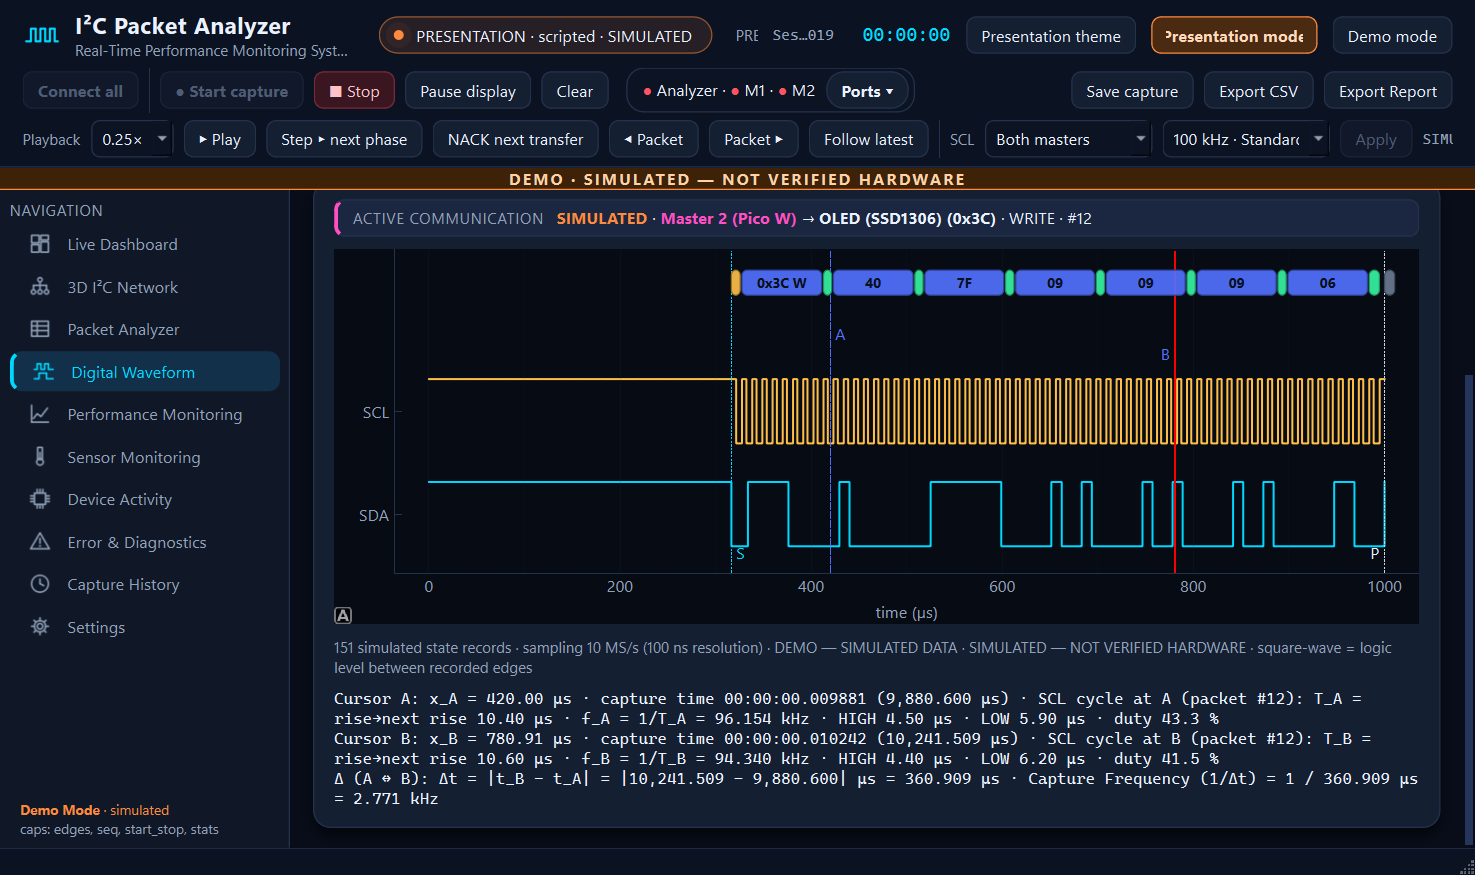 I²C Packet Analyzer
Real-Time Performance Monitoring Syst...
PRESENTATION · scripted · SIMULATED
PRE
Ses…019
00:00:00
Presentation theme
Presentation mode
Demo mode
Connect all
● Start capture
■ Stop
Pause display
Clear
● Analyzer · ● M1 · ● M2
Ports ▾
Save capture
Export CSV
Export Report
Playback
0.25×
▸ Play
Step ▸ next phase
NACK next transfer
◂ Packet
Packet ▸
Follow latest
SCL
Both masters
100 kHz · Standard
Apply
SIMU
DEMO · SIMULATED — NOT VERIFIED HARDWARE
NAVIGATION
Live Dashboard
3D I²C Network
Packet Analyzer
Digital Waveform
Performance Monitoring
Sensor Monitoring
Device Activity
Error & Diagnostics
Capture History
Settings
Demo Mode · simulated
caps: edges, seq, start_stop, stats
ACTIVE COMMUNICATION SIMULATED · Master 2 (Pico W) → OLED (SSD1306) (0x3C) · WRITE · #12
0x3C W 40 7F 09 09 09 06
A
B
SCL
SDA
S
P
0 200 400 600 800 1000
time (µs)
A
151 simulated state records · sampling 10 MS/s (100 ns resolution) · DEMO — SIMULATED DATA · SIMULATED — NOT VERIFIED HARDWARE · square-wave = logic
level between recorded edges
Cursor A: x_A = 420.00 µs · capture time 00:00:00.009881 (9,880.600 µs) · SCL cycle at A (packet #12): T_A =
rise→next rise 10.40 µs · f_A = 1/T_A = 96.154 kHz · HIGH 4.50 µs · LOW 5.90 µs · duty 43.3 %
Cursor B: x_B = 780.91 µs · capture time 00:00:00.010242 (10,241.509 µs) · SCL cycle at B (packet #12): T_B =
rise→next rise 10.60 µs · f_B = 1/T_B = 94.340 kHz · HIGH 4.40 µs · LOW 6.20 µs · duty 41.5 %
Δ (A ↔ B): Δt = |t_B − t_A| = |10,241.509 − 9,880.600| µs = 360.909 µs · Capture Frequency (1/Δt) = 1 / 360.909 µs
= 2.771 kHz